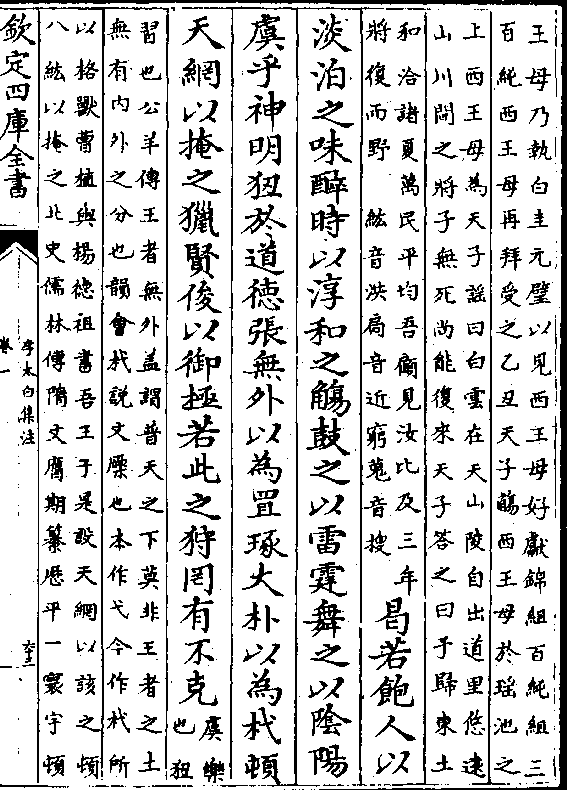 王母乃執白圭元璧以見西王母好獻錦組百純組三
百純西王母再拜受之乙丑天子觴西王母於瑶池之
上西王母為天子謡曰白雲在天山陵自出道里悠逺
山川間之將子無死尚能復來天子答之曰予歸東土
和洽諸夏萬民平均吾顧見汝比及三年
將復而野 紘音洪扃音近窮蒐音搜
曷若飽人以
淡泊之味醉時以淳和之觴鼓之以雷霆舞之以陰陽
虞乎神明狃於道德張無外以為罝琢大朴以為杙頓
天網以掩之獵賢俊以御極若此之狩罔有不克
虞樂
也狃
習也公羊傳王者無外盖謂普天之下莫非王者之土
無有内外之分也韻會杙説文橜也本作弋今作杙所
以格獸曹植與楊德祖書吾王于是設天網以該之頓
八紘以掩之北史儒林傳隋文膺期纂歴平一寰宇頓
欽定四庫全書
李太白集注
卷一
六十三